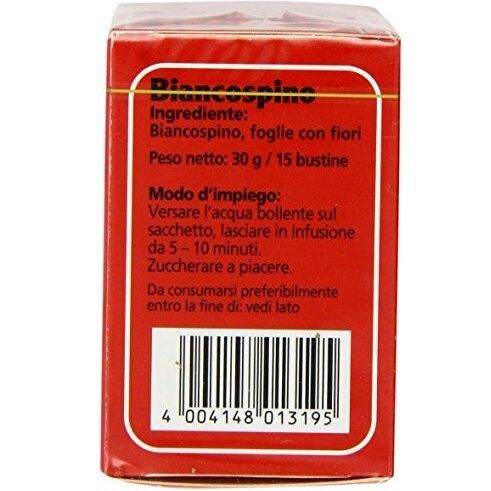 Biancospino
Ingrediente:
Biancospino, foglie con fiori
Peso netto: 30 g / 15 bustine
Modo d'impiego:
Versare l'acqua bollente sul
sacchetto, lasciare in infusione
da 5 – 10 minuti.
Zuccherare a piacere.
Da consumarsi preferibilmente
entro la fine di: vedi lato
4 004148 013195